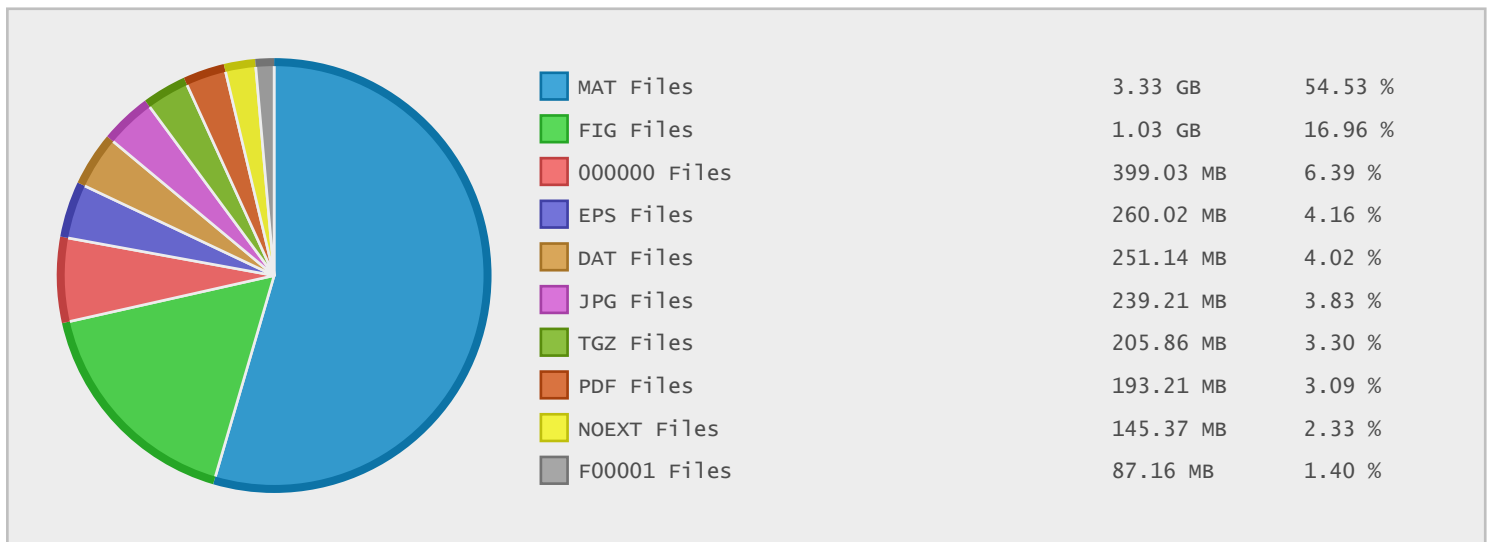 MAT Files 3.33 GB 54.53 %
FIG Files 1.03 GB 16.96 %
000000 Files 399.03 MB 6.39 %
EPS Files 260.02 MB 4.16 %
DAT Files 251.14 MB 4.02 %
JPG Files 239.21 MB 3.83 %
TGZ Files 205.86 MB 3.30 %
PDF Files 193.21 MB 3.09 %
NOEXT Files 145.37 MB 2.33 %
F00001 Files 87.16 MB 1.40 %